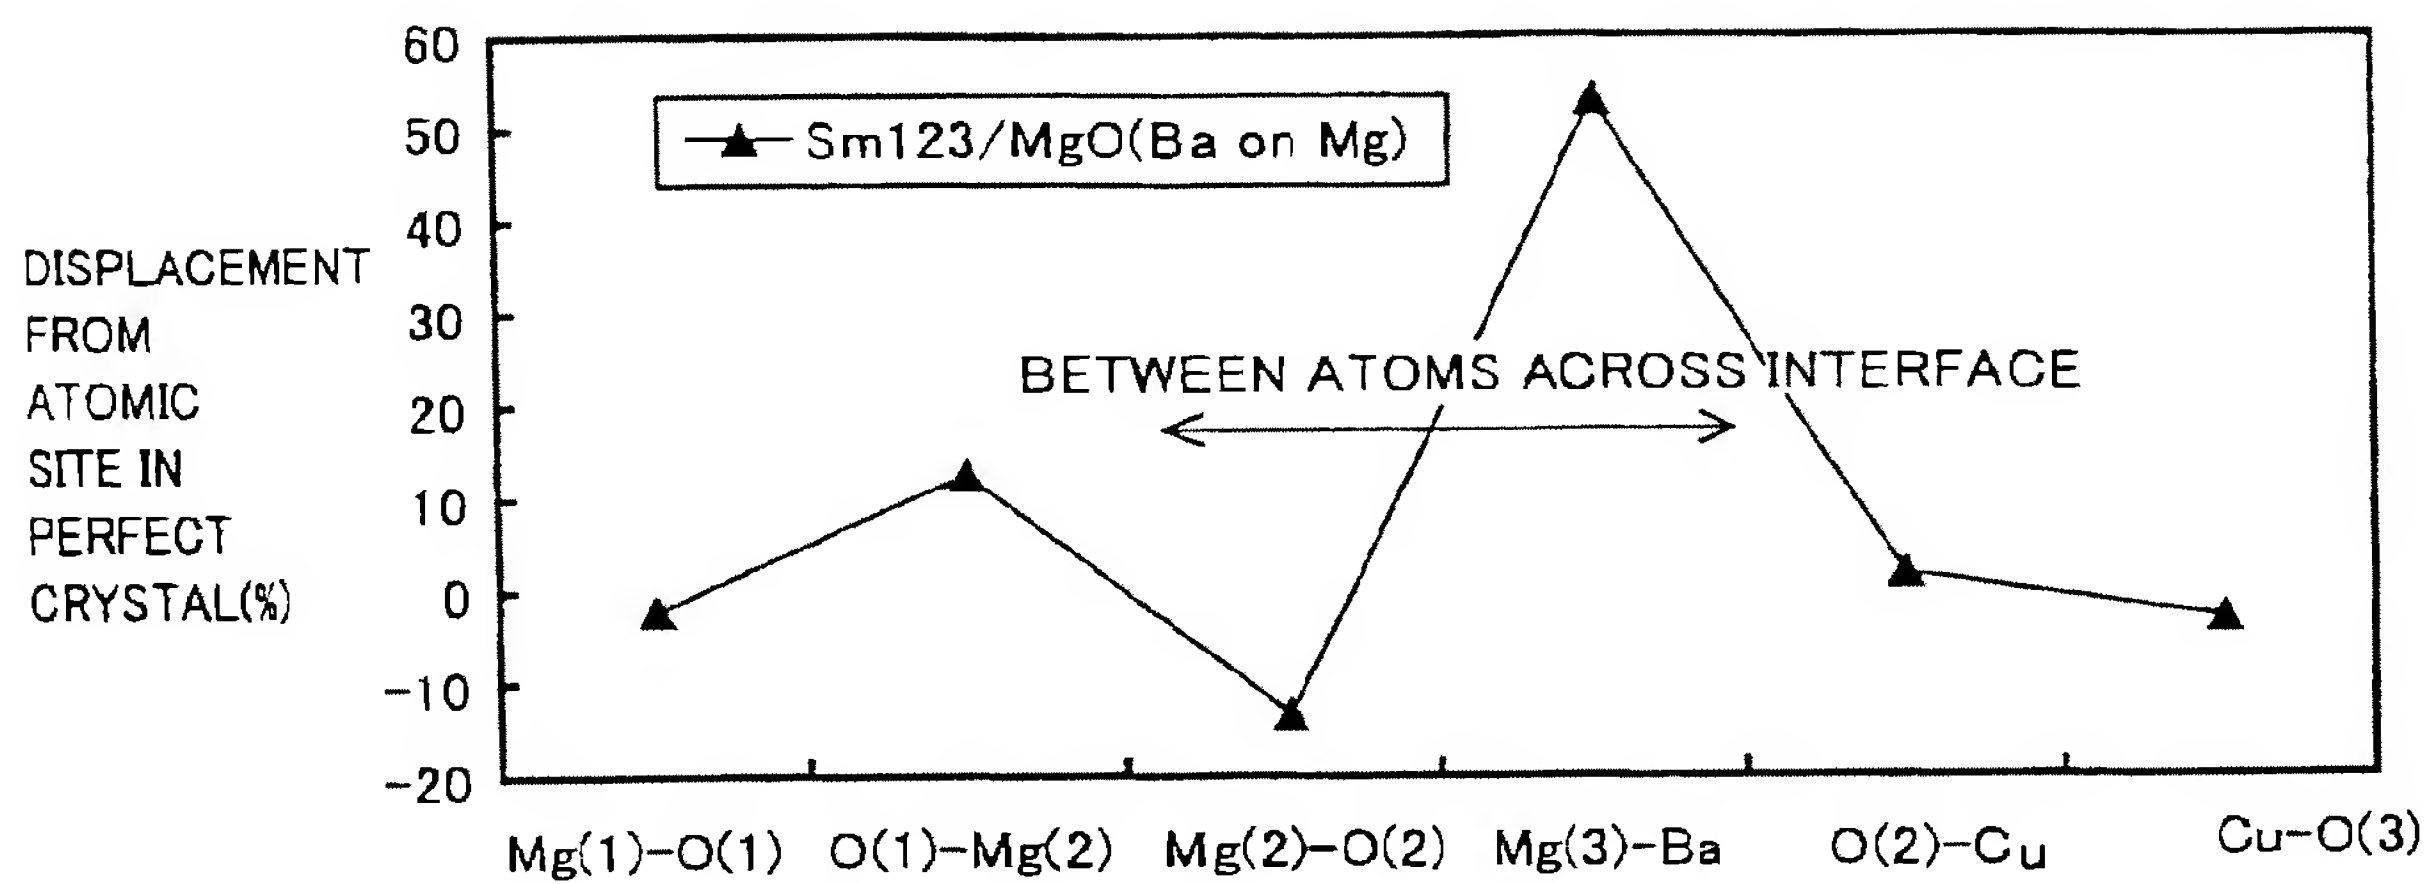 60
50
40
30
20
10
0
-10
-20
DISPLACEMENT
FROM
ATOMIC
SITE IN
PERFECT
CRYSTAL(%)
Sm123/MgO(Ba on Mg)
BETWEEN ATOMS ACROSS INTERFACE
Mg(1)-O(1) O(1)-Mg(2) Mg(2)-O(2) Mg(3)-Ba O(2)-Cu Cu-O(3)